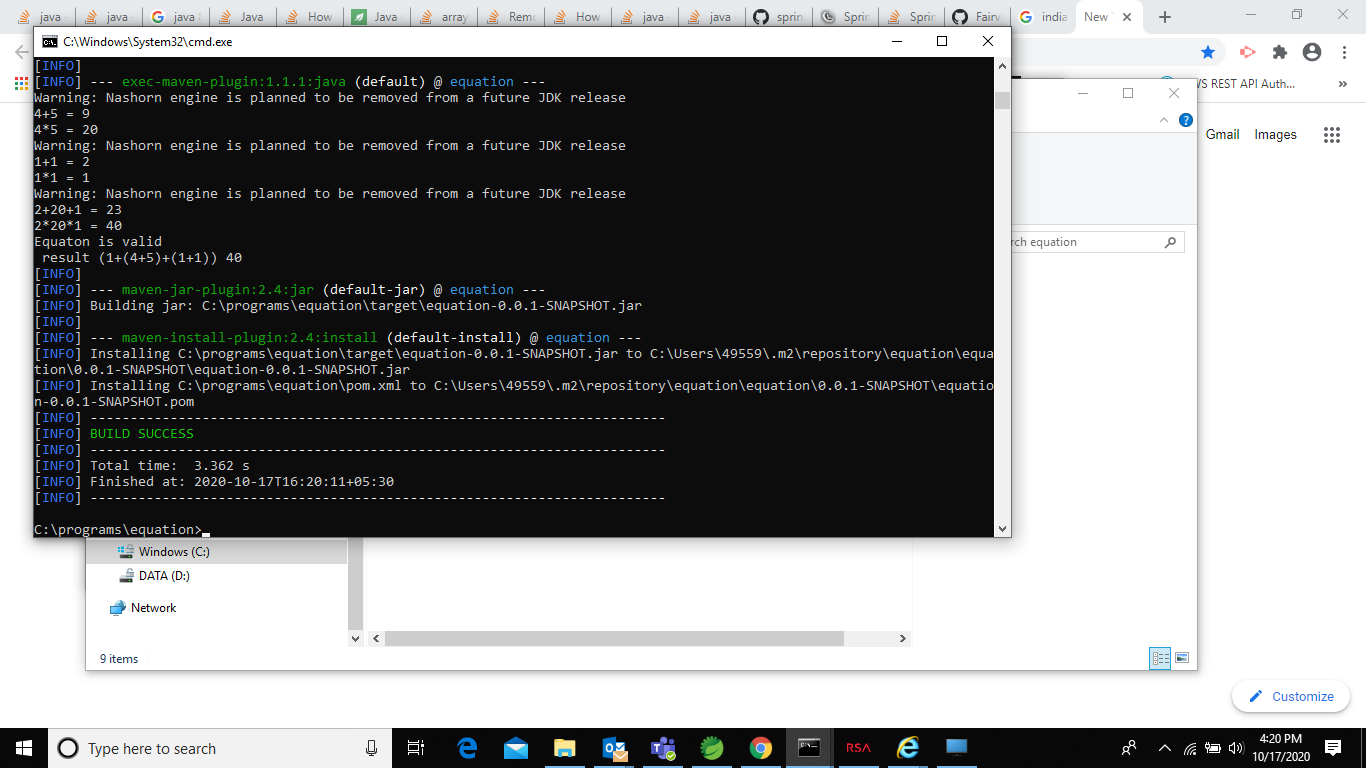 java
java
java &
Java
How
Java
array
Rem
How
java
java
sprin
Sprin
Sprin
Fairv
india
New
C:\Windows\System32\cmd.exe
[INFO]
[INFO] --- exec-maven-plugin:1.1.1:java (default) @ equation ---
Warning: Nashorn engine is planned to be removed from a future JDK release
4+5 = 9
4*5 = 20
Warning: Nashorn engine is planned to be removed from a future JDK release
1+1 = 2
1*1 = 1
Warning: Nashorn engine is planned to be removed from a future JDK release
2+20+1 = 23
2*20*1 = 40
Equaton is valid
 result (1+(4+5)+(1+1)) 40
[INFO]
[INFO] --- maven-jar-plugin:2.4:jar (default-jar) @ equation ---
[INFO] Building jar: C:\programs\equation\target\equation-0.0.1-SNAPSHOT.jar
[INFO]
[INFO] --- maven-install-plugin:2.4:install (default-install) @ equation ---
[INFO] Installing C:\programs\equation\target\equation-0.0.1-SNAPSHOT.jar to C:\Users\49559\.m2\repository\equation\equa
tion\0.0.1-SNAPSHOT\equation-0.0.1-SNAPSHOT.jar
[INFO] Installing C:\programs\equation\pom.xml to C:\Users\49559\.m2\repository\equation\equation\0.0.1-SNAPSHOT\equatio
n-0.0.1-SNAPSHOT.pom
[INFO] ------------------------------------------------------------------------
[INFO] BUILD SUCCESS
[INFO] ------------------------------------------------------------------------
[INFO] Total time:  3.362 s
[INFO] Finished at: 2020-10-17T16:20:11+05:30
[INFO] ------------------------------------------------------------------------
C:\programs\equation>
VS REST API Auth...
Gmail Images
rch equation
Windows (C:)
DATA (D:)
Network
9 items
Customize
Type here to search
RSA
4:20 PM
10/17/2020